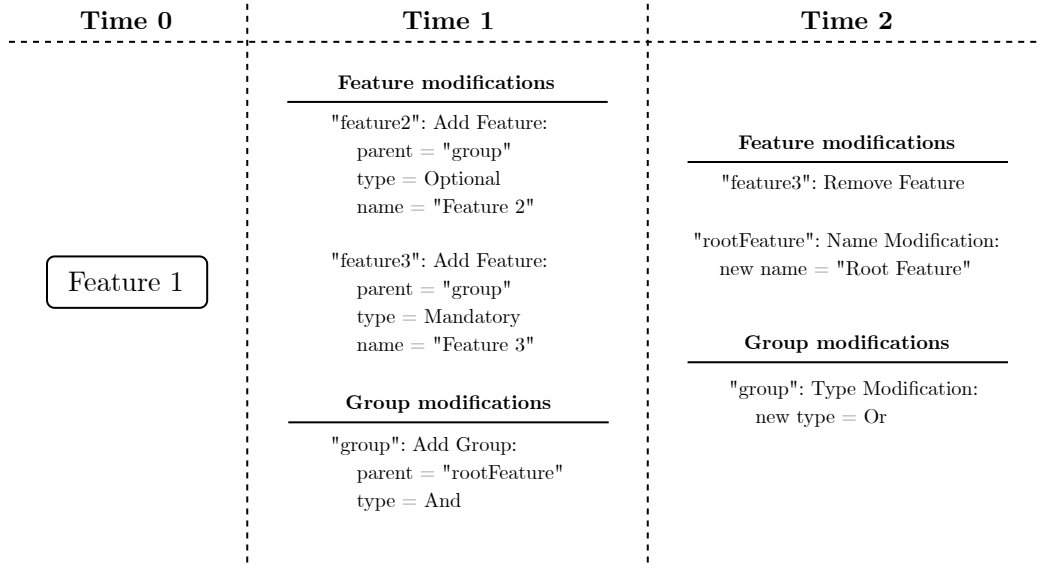 Time 0
Time 1
Time 2
Feature 1
Feature modifications
"feature2": Add Feature:
parent = "group"
type = Optional
name = "Feature 2"
"feature3": Add Feature:
parent = "group"
type = Mandatory
name = "Feature 3"
Group modifications
"group": Add Group:
parent = "rootFeature"
type = And
Feature modifications
"feature3": Remove Feature
"rootFeature": Name Modification:
new name = "Root Feature"
Group modifications
"group": Type Modification:
new type = Or